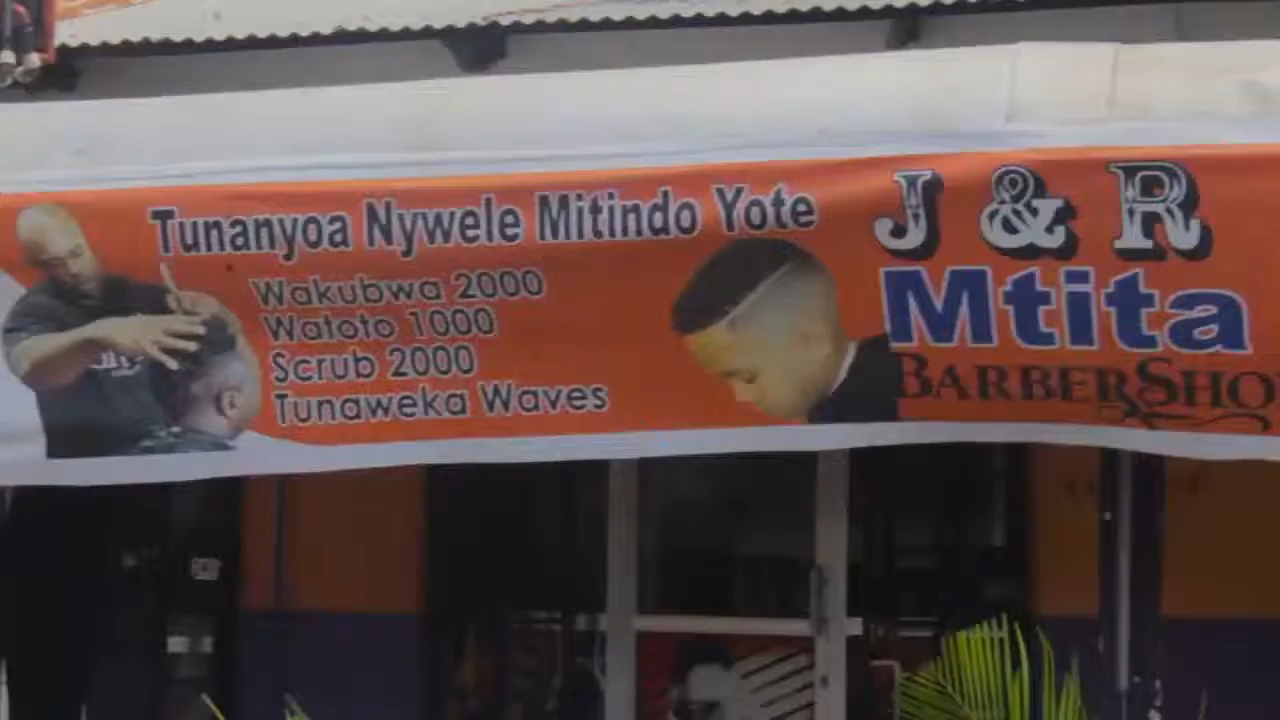 Tunanyoa Nywele Mitindo Yote
Wakubwa 2000
Watoto 1000
Scrub 2000
Tunaweka Waves
J & R
Mtita
BARBERSHO